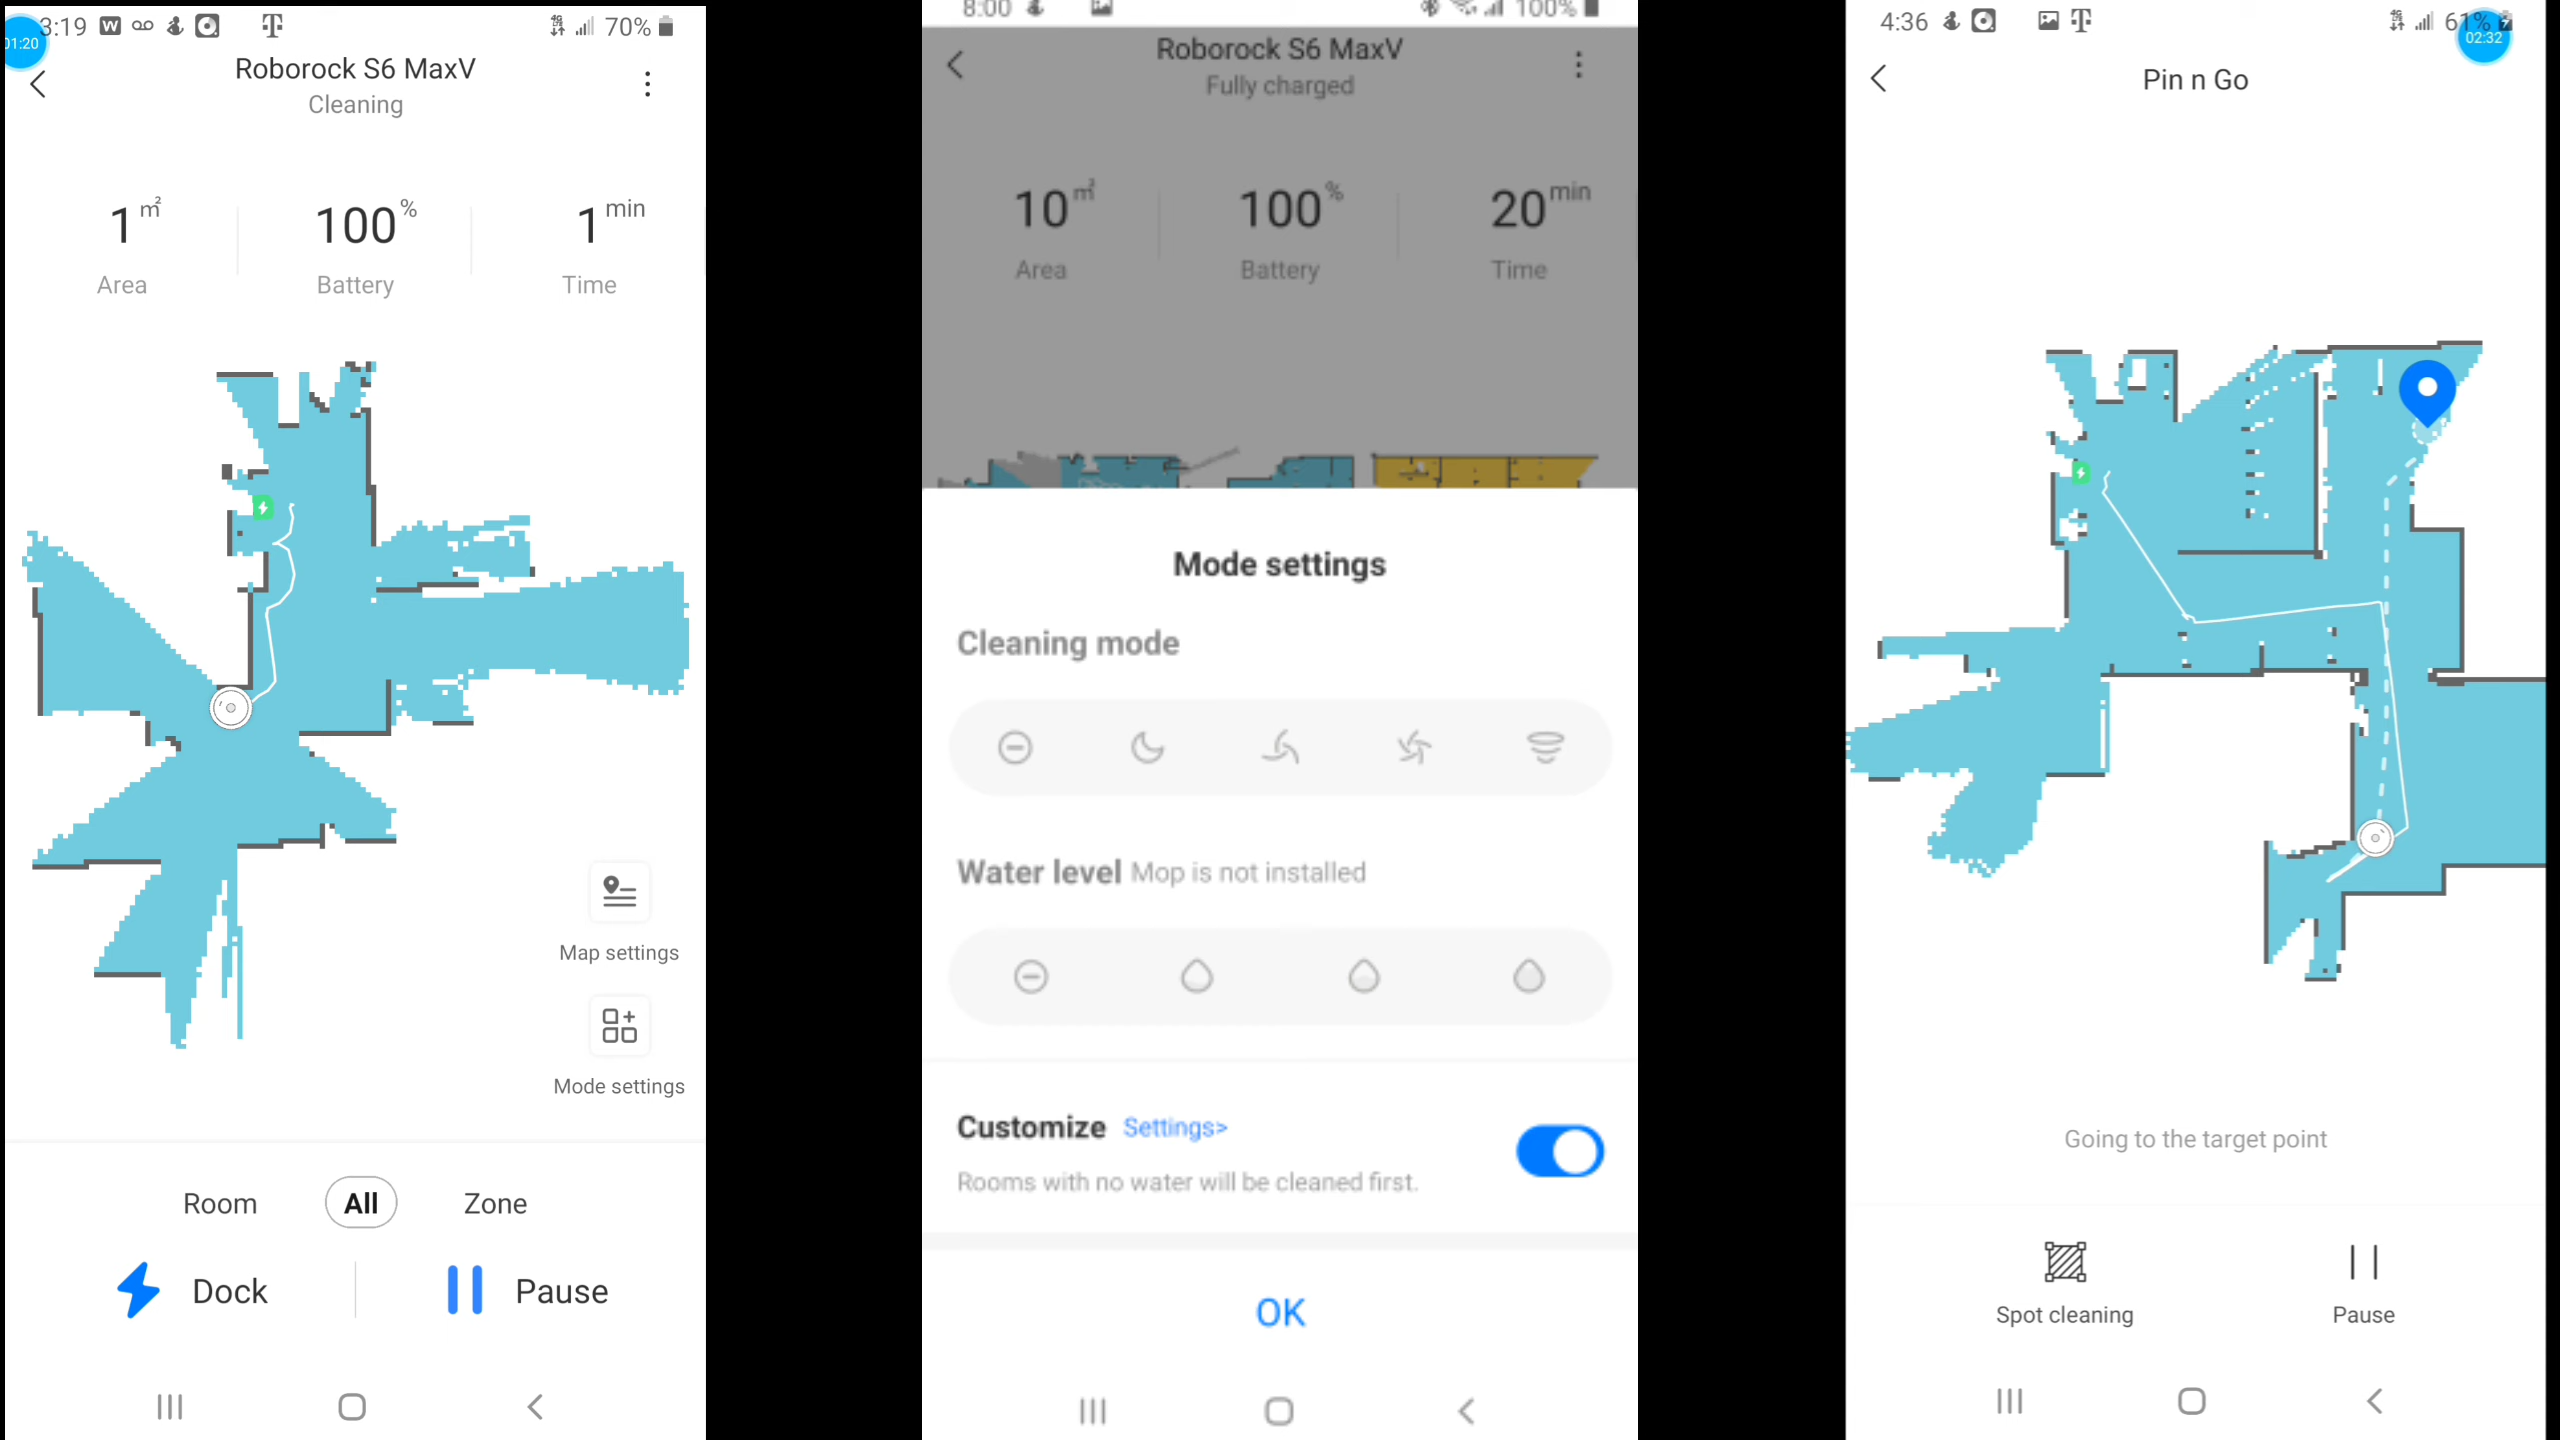 01:20
3:19 W 70%
Roborock S6 MaxV
Cleaning
1 m²
100 %
1 min
Area
Battery
Time
Map settings
Mode settings
Room
All
Zone
Dock
Pause
8:00 100%
Roborock S6 MaxV
Fully charged
10 m²
100 %
20 min
Area
Battery
Time
Mode settings
Cleaning mode
Water level Mop is not installed
Customize Settings>
Rooms with no water will be cleaned first.
OK
4:36 61%
02:32
Pin n Go
Going to the target point
Spot cleaning
Pause